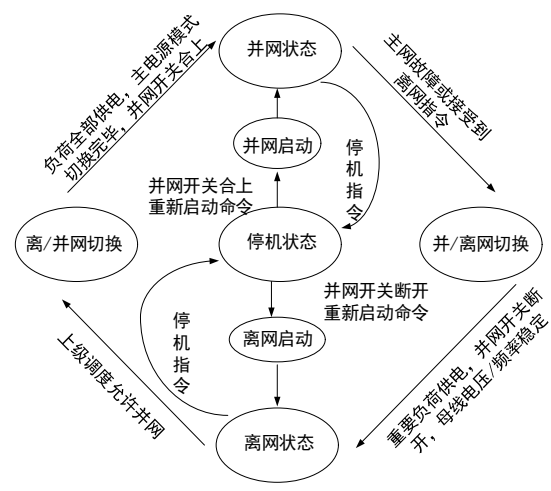 并网状态
负荷全部供电，主电源模式
切换完毕，并网开关合上
主网故障或接受到
离网指令
并网启动
停机指令
并网开关合上
重新启动命令
离/并网切换
停机状态
并/离网切换
并网开关断开
重新启动命令
停机指令
离网启动
上级调度允许并网
重要负荷供电，并网开关断
开，母线电压/频率稳定
离网状态